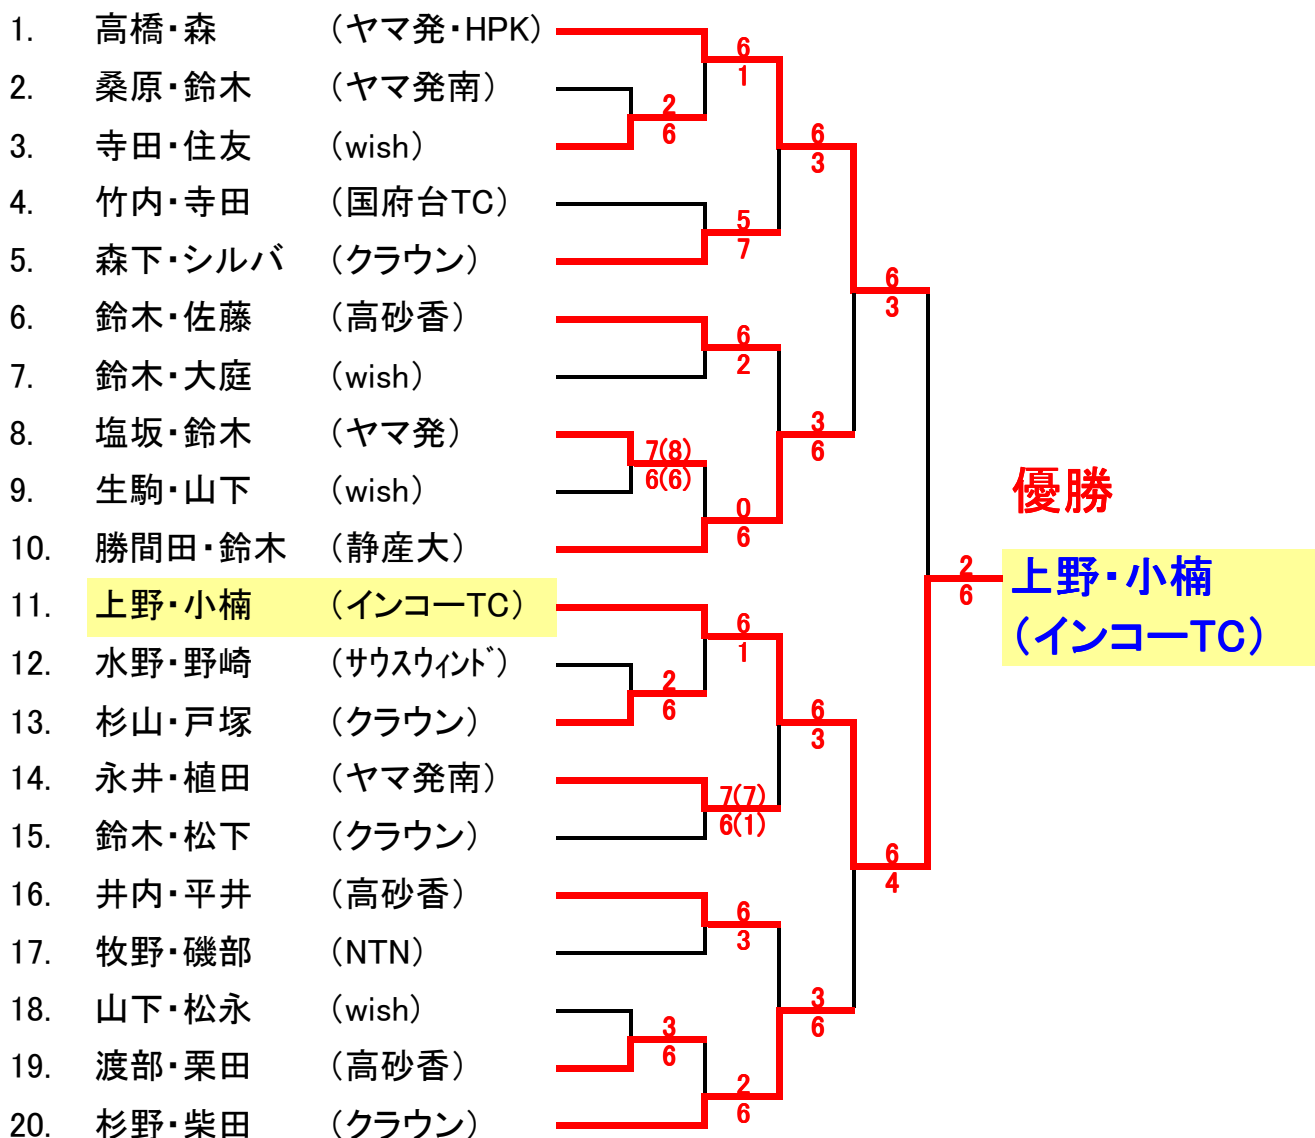 1. 高橋・森 (ヤマ発・HPK)
6
1
2. 桑原・鈴木 (ヤマ発南)
2
6
3. 寺田・住友 (wish)
6
3
4. 竹内・寺田 (国府台TC)
5
7
5. 森下・シルバ (クラウン)
6
3
6. 鈴木・佐藤 (高砂香)
6
2
7. 鈴木・大庭 (wish)
8. 塩坂・鈴木 (ヤマ発)
3
6
7(8)
6(6)
9. 生駒・山下 (wish)
優勝
0
6
10. 勝間田・鈴木 (静産大)
2
6
上野・小楠
(インコーTC)
11. 上野・小楠 (インコーTC)
6
1
12. 水野・野崎 (ｻｳｽｳｨﾝﾄﾞ)
2
6
13. 杉山・戸塚 (クラウン)
6
3
14. 永井・植田 (ヤマ発南)
7(7)
6(1)
15. 鈴木・松下 (クラウン)
6
4
16. 井内・平井 (高砂香)
6
3
17. 牧野・磯部 (NTN)
18. 山下・松永 (wish)
3
6
3
6
19. 渡部・栗田 (高砂香)
2
6
20. 杉野・柴田 (クラウン)